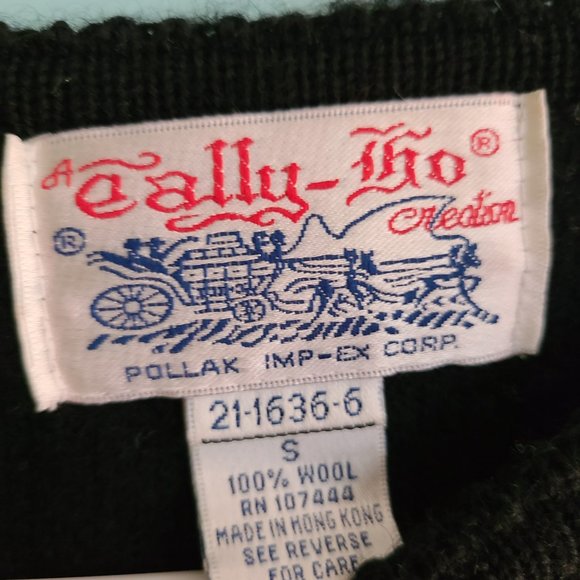 A Tally-Ho ®
Creation
®
POLLAK IMP-EX CORP.
21-1636-6
S
100% WOOL
RN 107444
MADE IN HONG KONG
SEE REVERSE
FOR CARE